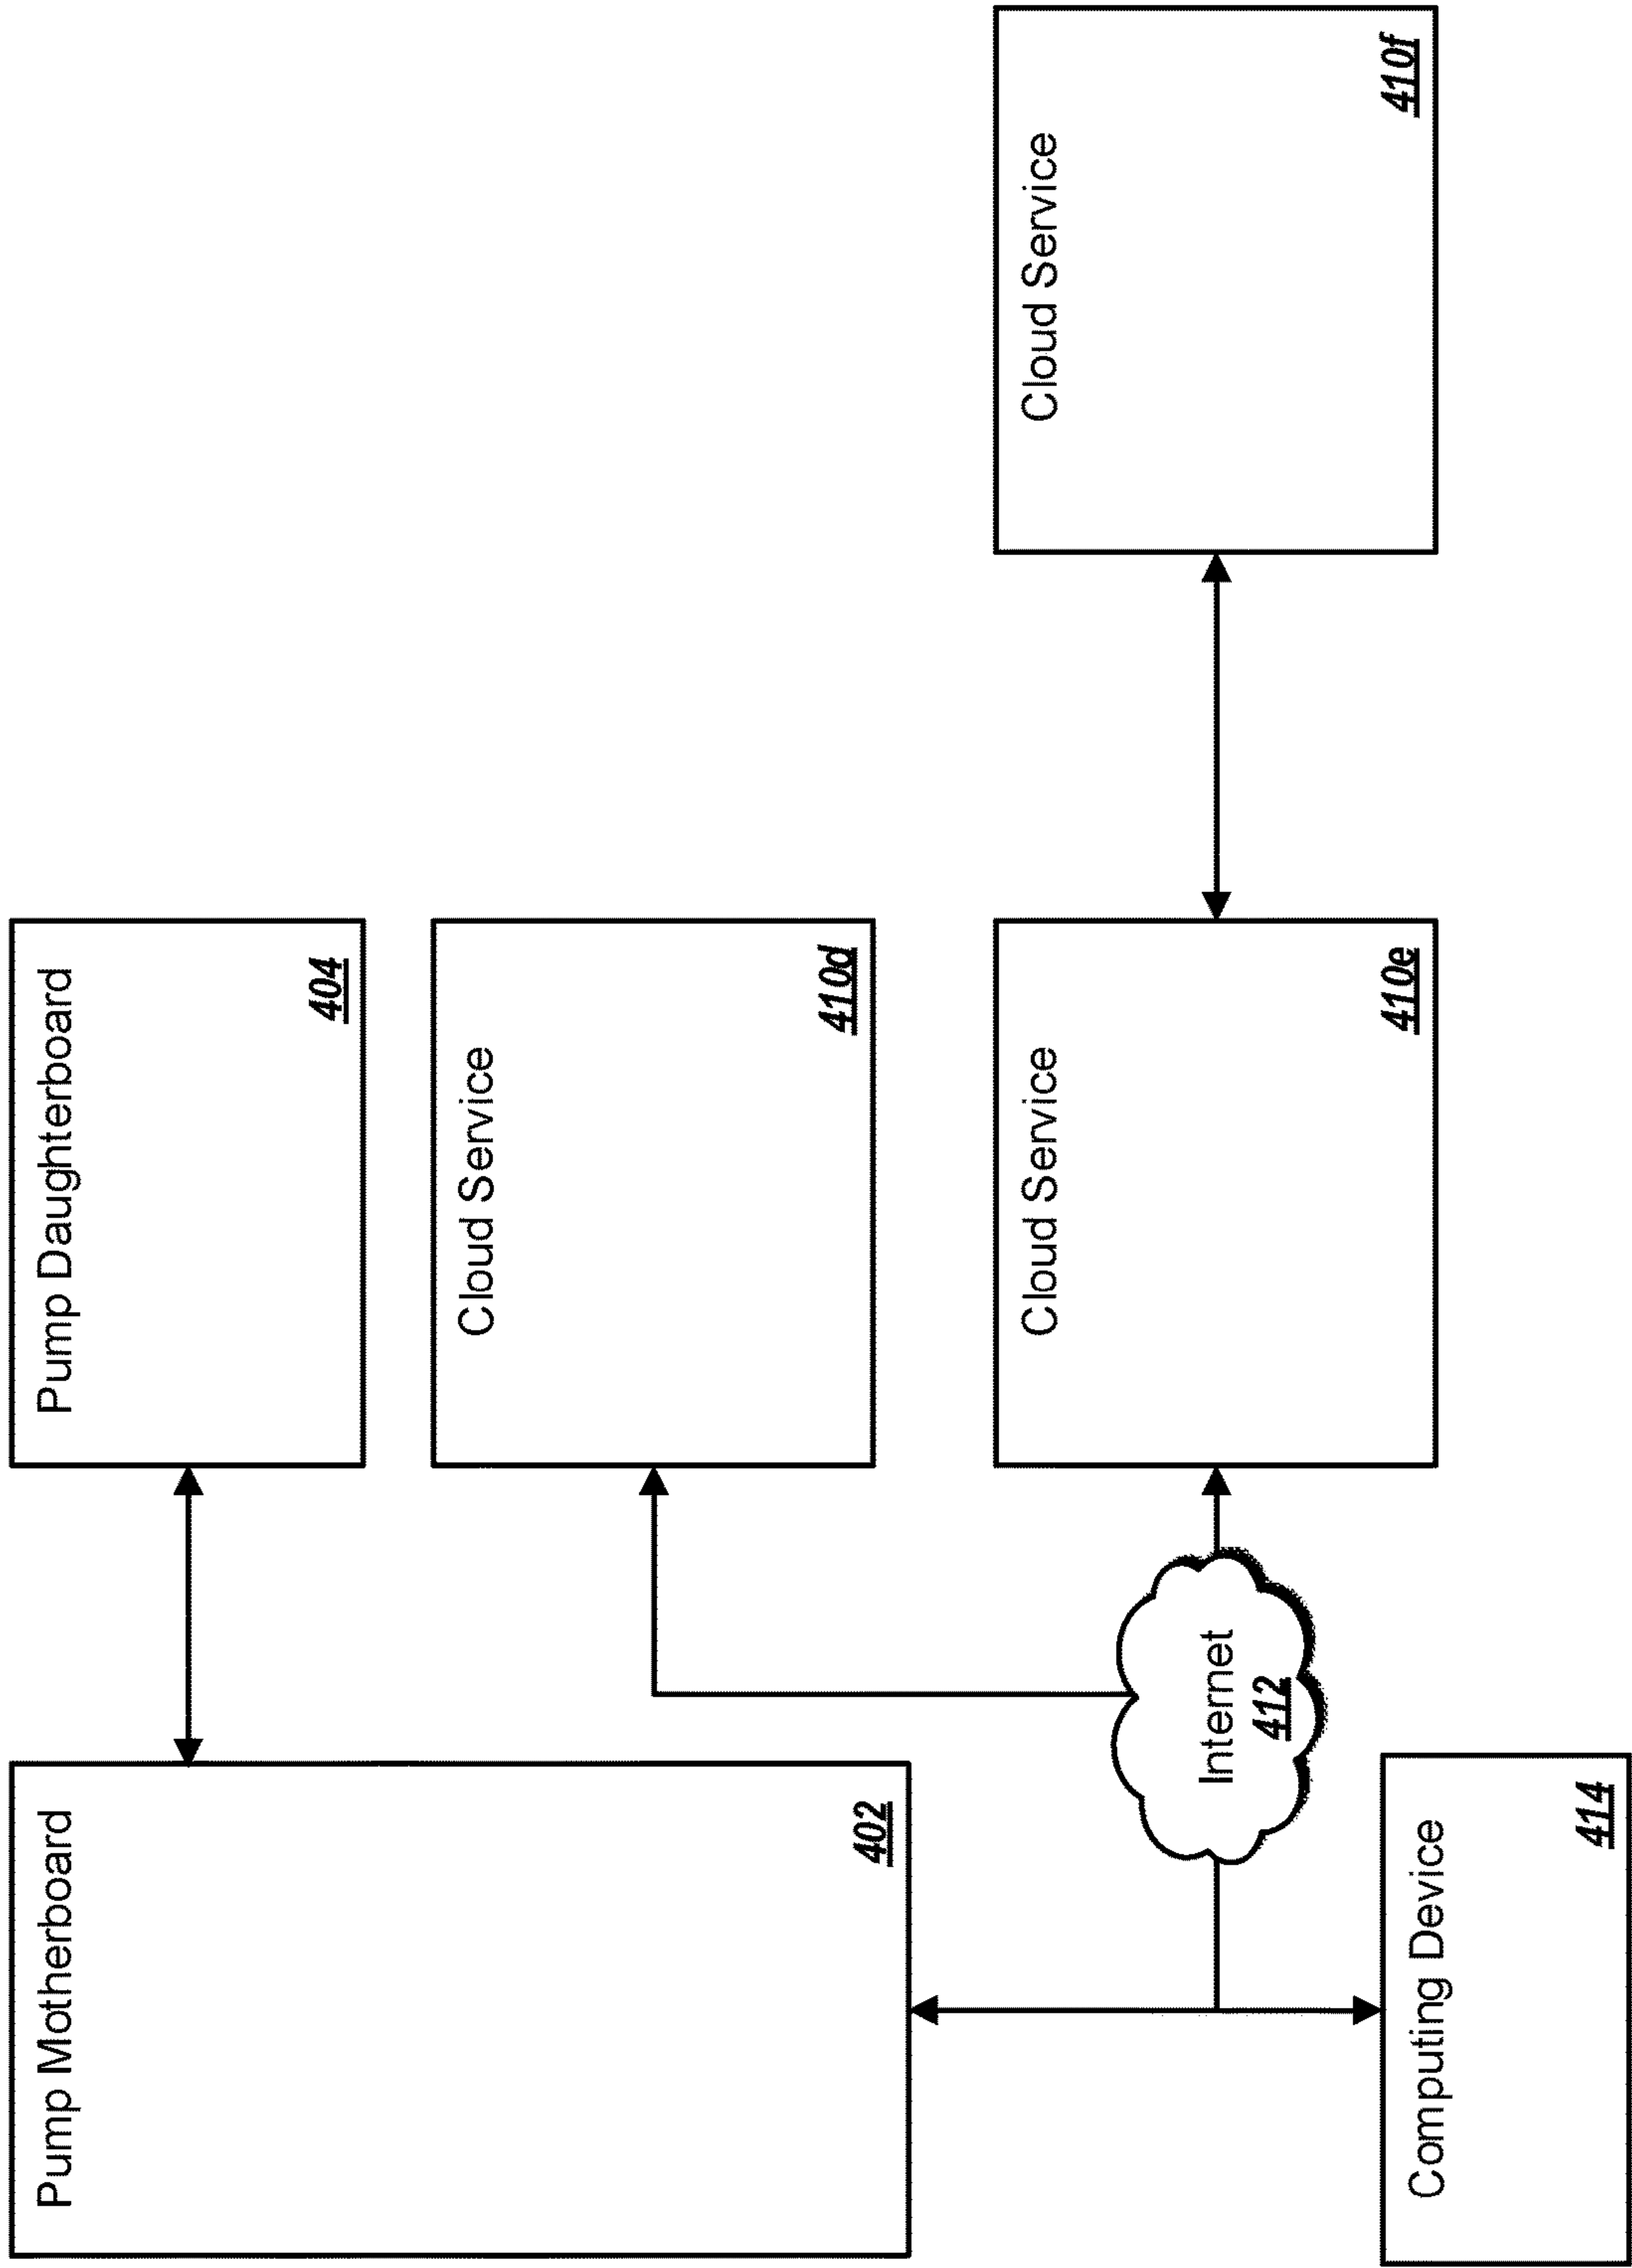 Pump Motherboard
402
Pump Daughterboard
404
Cloud Service
410d
Internet
412
Cloud Service
410e
Cloud Service
410f
Computing Device
414